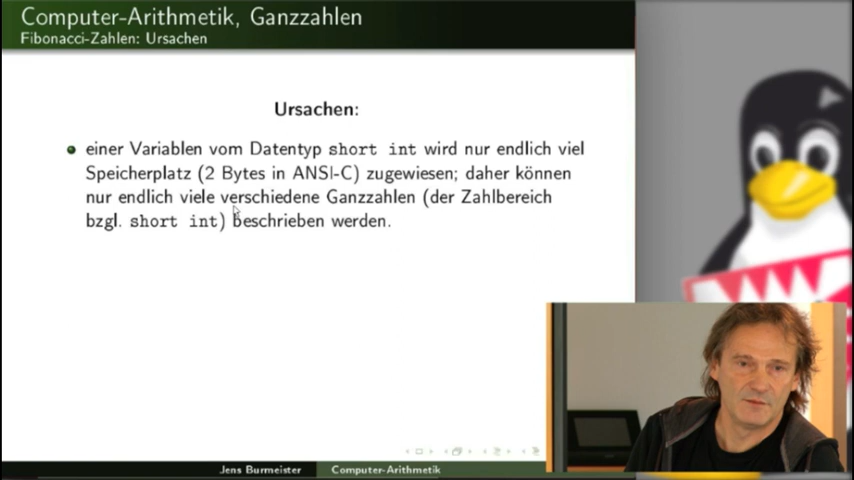 Computer-Arithmetik, Ganzzahlen
Fibonacci-Zahlen: Ursachen
Ursachen:
einer Variablen vom Datentyp short int wird nur endlich viel
Speicherplatz (2 Bytes in ANSI-C) zugewiesen; daher können
nur endlich viele verschiedene Ganzzahlen (der Zahlbereich
bzgl. short int) beschrieben werden.
Jens Burmeister Computer-Arithmetik